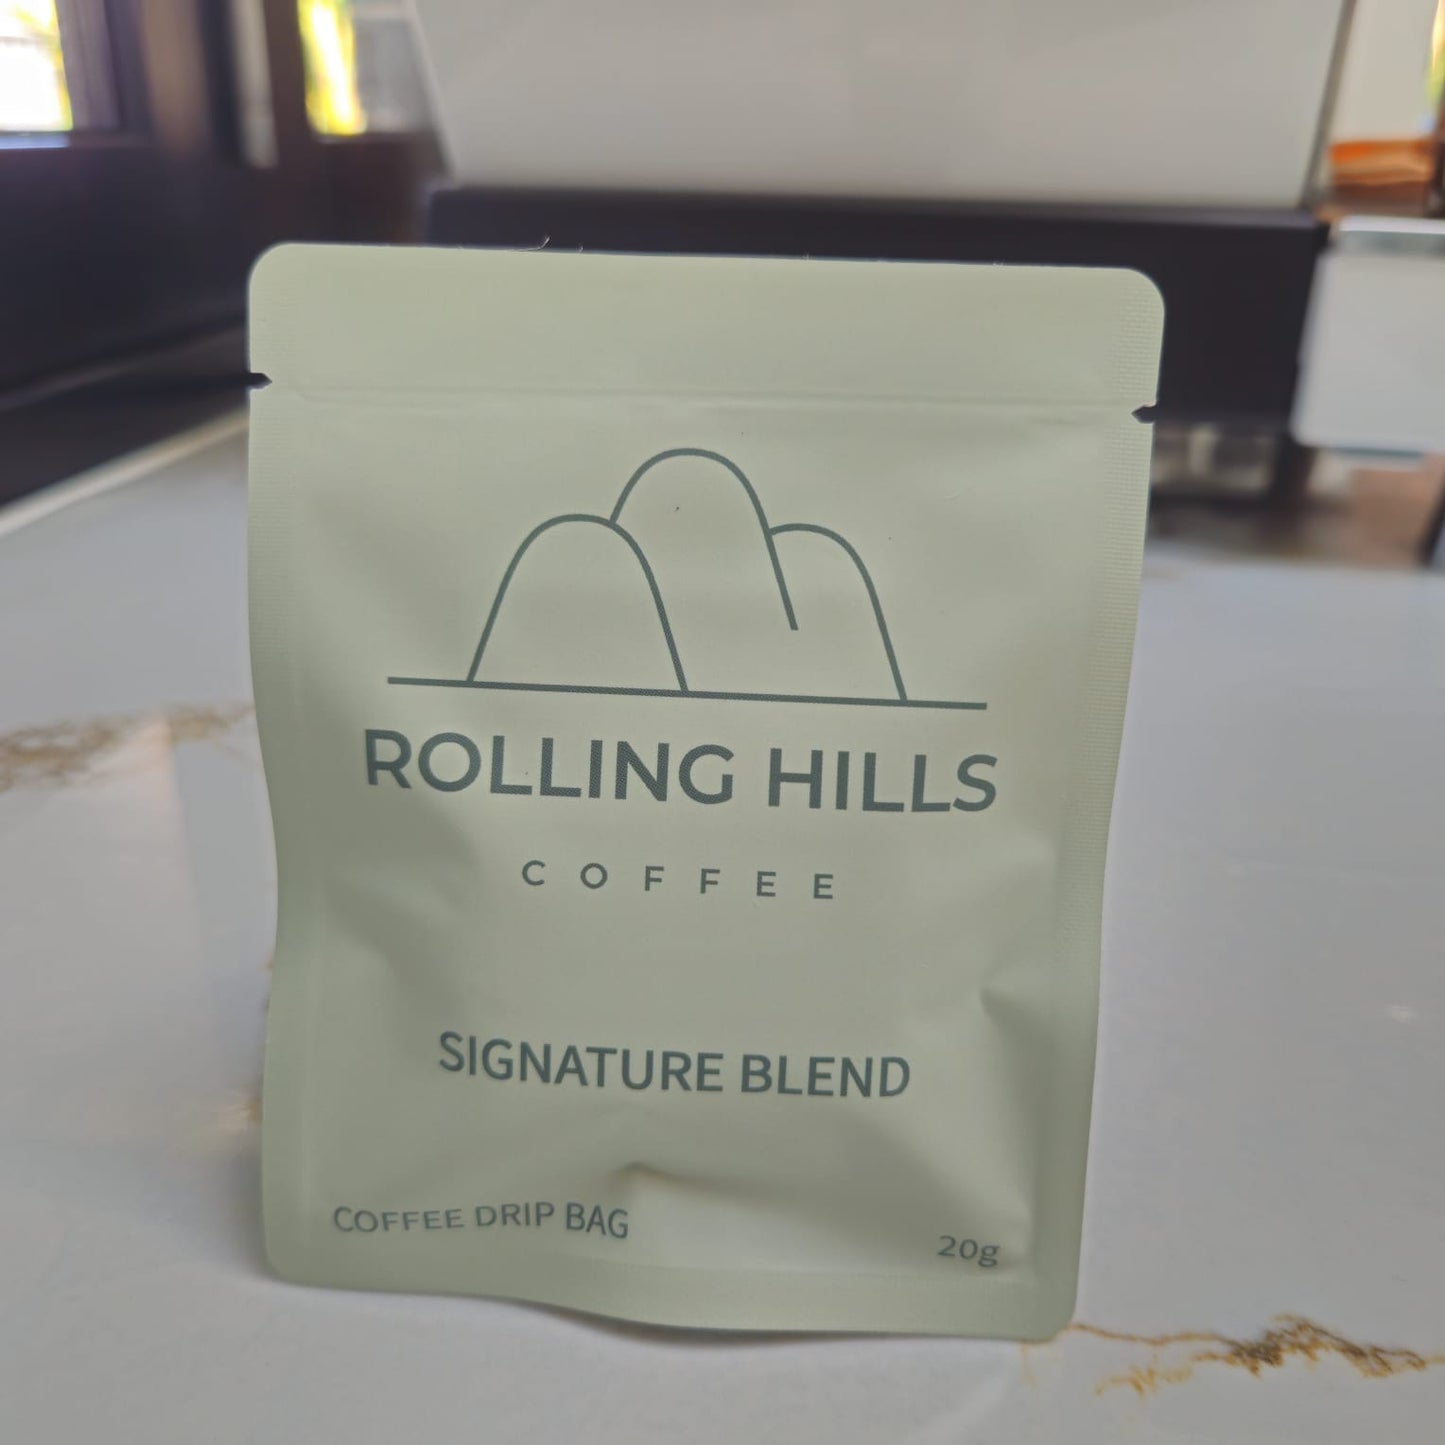 ROLLING HILLS
COFFEE
SIGNATURE BLEND
COFFEE DRIP BAG
20g